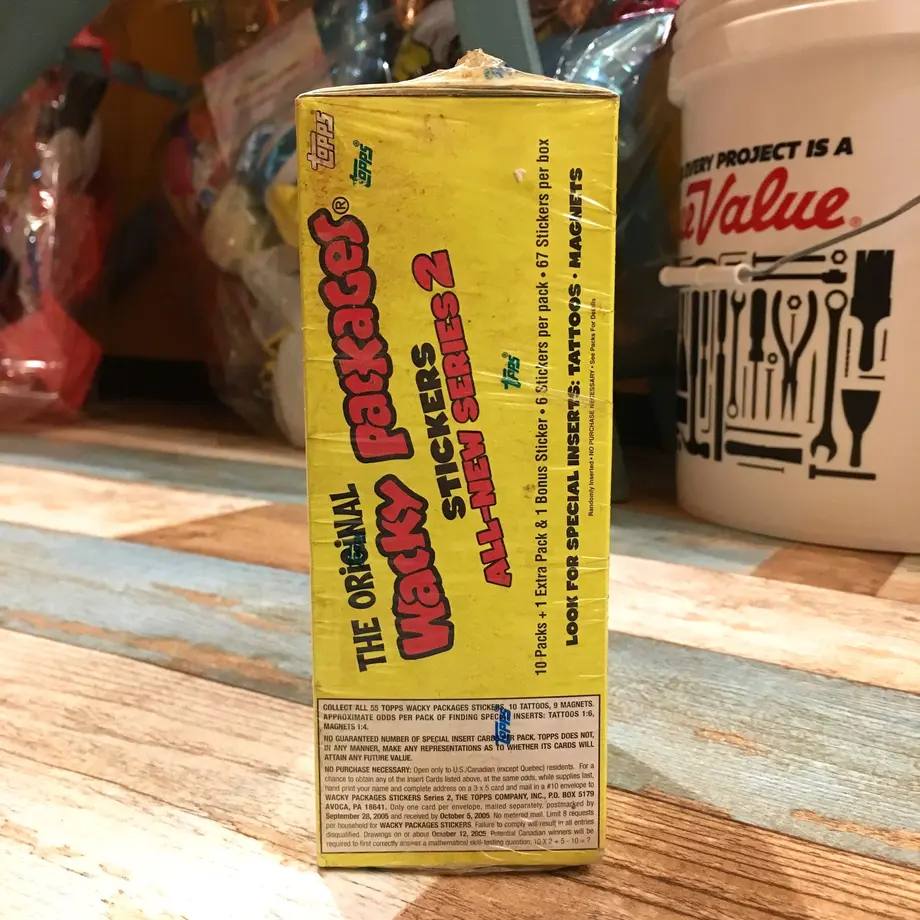 topps
topps®
THE ORIGINAL
Wacky Packages®
STICKERS
ALL-NEW SERIES 2
topps®
10 Packs + 1 Extra Pack & 1 Bonus Sticker • 6 Stickers per pack • 67 Stickers per box
LOOK FOR SPECIAL INSERTS: TATTOOS • MAGNETS
Randomly Inserted • NO PURCHASE NECESSARY • See Packs For Details
COLLECT ALL 55 TOPPS WACKY PACKAGES STICKERS, 10 TATTOOS, 9 MAGNETS.
APPROXIMATE ODDS PER PACK OF FINDING SPECIAL INSERTS: TATTOOS 1:6,
MAGNETS 1:4.
topps
NO GUARANTEED NUMBER OF SPECIAL INSERT CARDS PER PACK. TOPPS DOES NOT,
IN ANY MANNER, MAKE ANY REPRESENTATIONS AS TO WHETHER ITS CARDS WILL
ATTAIN ANY FUTURE VALUE.
NO PURCHASE NECESSARY: Open only to U.S./Canadian (except Quebec) residents. For a
chance to obtain any of the Insert Cards listed above, at the same odds, while supplies last,
hand print your name and complete address on a 3 x 5 card and mail in a #10 envelope to
WACKY PACKAGES STICKERS Series 2, THE TOPPS COMPANY, INC., P.O. BOX 5179
AVOCA, PA 18641. Only one card per envelope, mailed separately, postmarked by
September 28, 2005 and received by October 5, 2005. No metered mail. Limit 8 requests
per household for WACKY PACKAGES STICKERS. Failure to comply will result in all entries
disqualified. Drawings on or about October 12, 2005. Potential Canadian winners will be
required to first correctly answer a mathematical skill-testing question: 10 X 2 + 5 - 10 = ?
VERY PROJECT IS A
eValue®